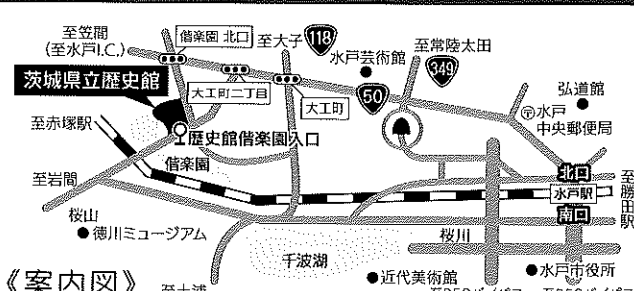 至笠間
(至水戸I.C.)
偕楽園 北口
至大子
118
水戸芸術館
至常陸太田
349
茨城県立歴史館
大工町二丁目
大工町
50
弘道館
水戸
中央郵便局
至赤塚駅
歴史館偕楽園入口
偕楽園
至岩間
北口
水戸駅
南口
至勝田駅
桜山
徳川ミュージアム
桜川
千波湖
近代美術館
水戸市役所
《案内図》
至土浦